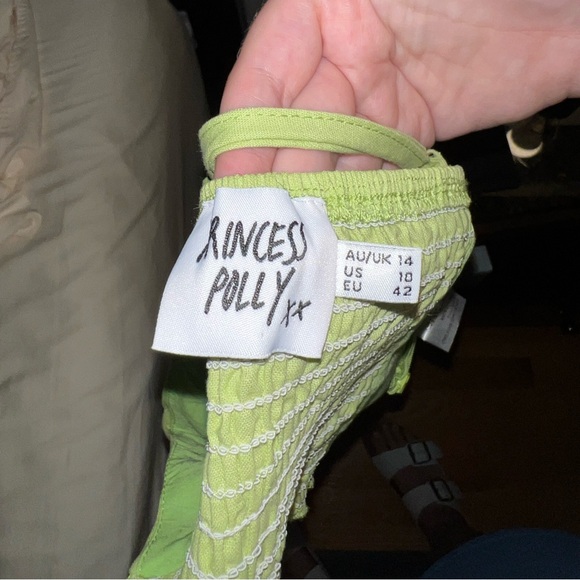 PRINCESS
POLLY xx
AU/UK 14
US 10
EU 42